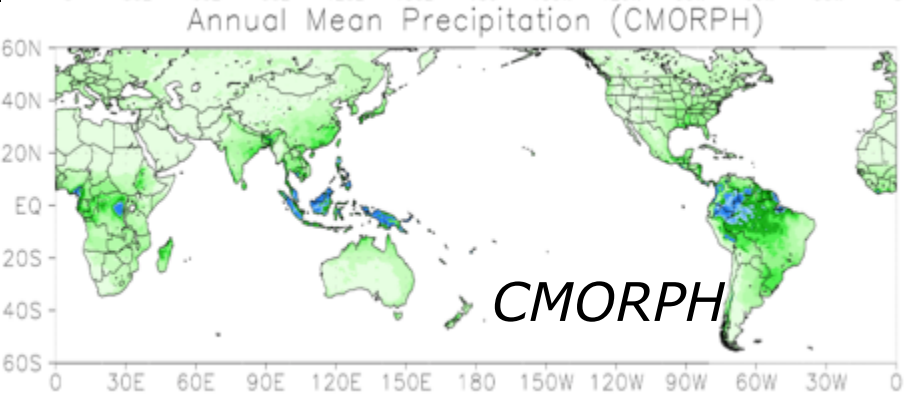 Annual Mean Precipitation (CMORPH)
60N
40N
20N
EQ
20S
40S
60S
CMORPH
0 30E 60E 90E 120E 150E 180 150W 120W 90W 60W 30W 0